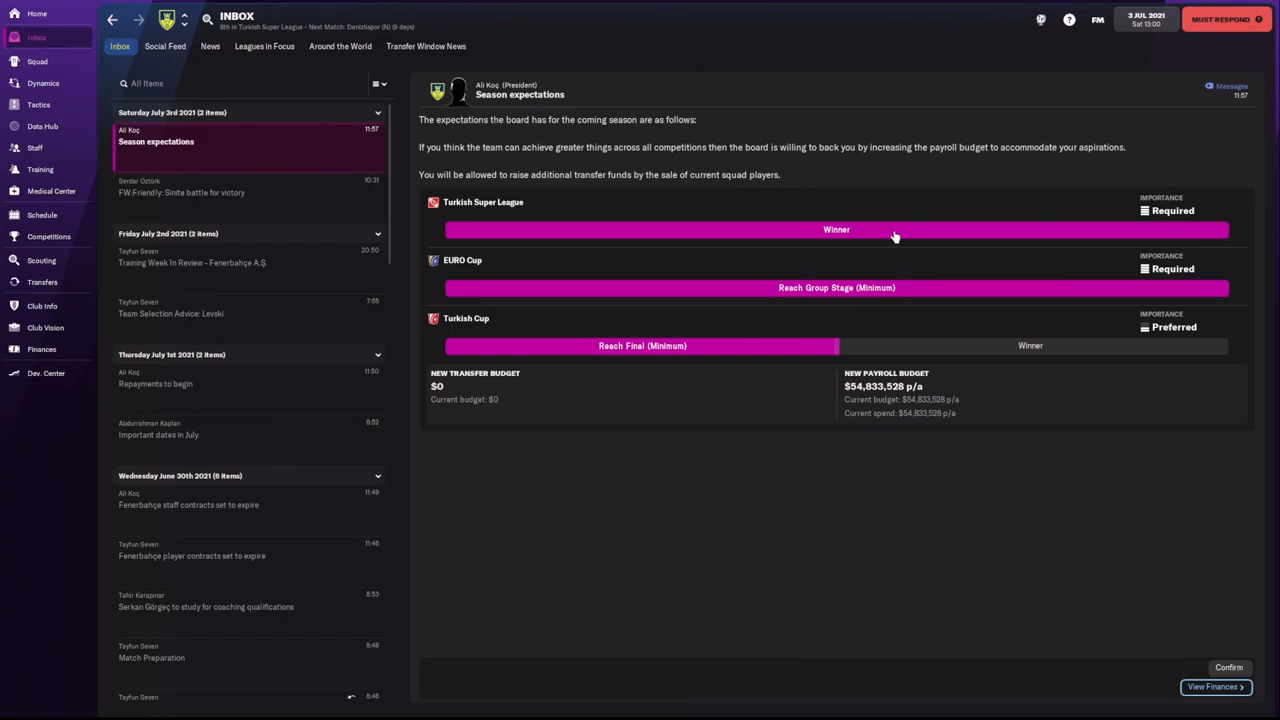 Home
Inbox
Squad
Dynamics
Tactics
Data Hub
Staff
Training
Medical Center
Schedule
Competitions
Scouting
Transfers
Club Info
Club Vision
Finances
Dev. Center
INBOX
8th in Turkish Super League - Next Match: Denizlispor (N) (9 days)
FM
3 JUL 2021
Sat 13:00
MUST RESPOND
Inbox
Social Feed
News
Leagues in Focus
Around the World
Transfer Window News
All Items
Saturday July 3rd 2021 (2 items)
Ali Koç
11:57
Season expectations
Serdar Öztürk
10:31
FW:Friendly: Sinite battle for victory
Friday July 2nd 2021 (2 items)
Tayfun Seven
20:50
Training Week In Review - Fenerbahçe A.Ş.
Tayfun Seven
7:55
Team Selection Advice: Levski
Thursday July 1st 2021 (2 items)
Ali Koç
11:50
Repayments to begin
Abdurrahman Kaplan
8:52
Important dates in July
Wednesday June 30th 2021 (6 items)
Ali Koç
11:49
Fenerbahçe staff contracts set to expire
Tayfun Seven
11:46
Fenerbahçe player contracts set to expire
Tahir Karapınar
8:53
Serkan Görgeç to study for coaching qualifications
Tayfun Seven
8:46
Match Preparation
Tayfun Seven
8:46
Ali Koç (President)
Season expectations
Messages
11:57
The expectations the board has for the coming season are as follows:
If you think the team can achieve greater things across all competitions then the board is willing to back you by increasing the payroll budget to accommodate your aspirations.
You will be allowed to raise additional transfer funds by the sale of current squad players.
Turkish Super League
IMPORTANCE
Required
Winner
EURO Cup
IMPORTANCE
Required
Reach Group Stage (Minimum)
Turkish Cup
IMPORTANCE
Preferred
Reach Final (Minimum)
Winner
NEW TRANSFER BUDGET
$0
Current budget: $0
NEW PAYROLL BUDGET
$54,833,528 p/a
Current budget: $54,833,528 p/a
Current spend: $54,833,528 p/a
Confirm
View Finances